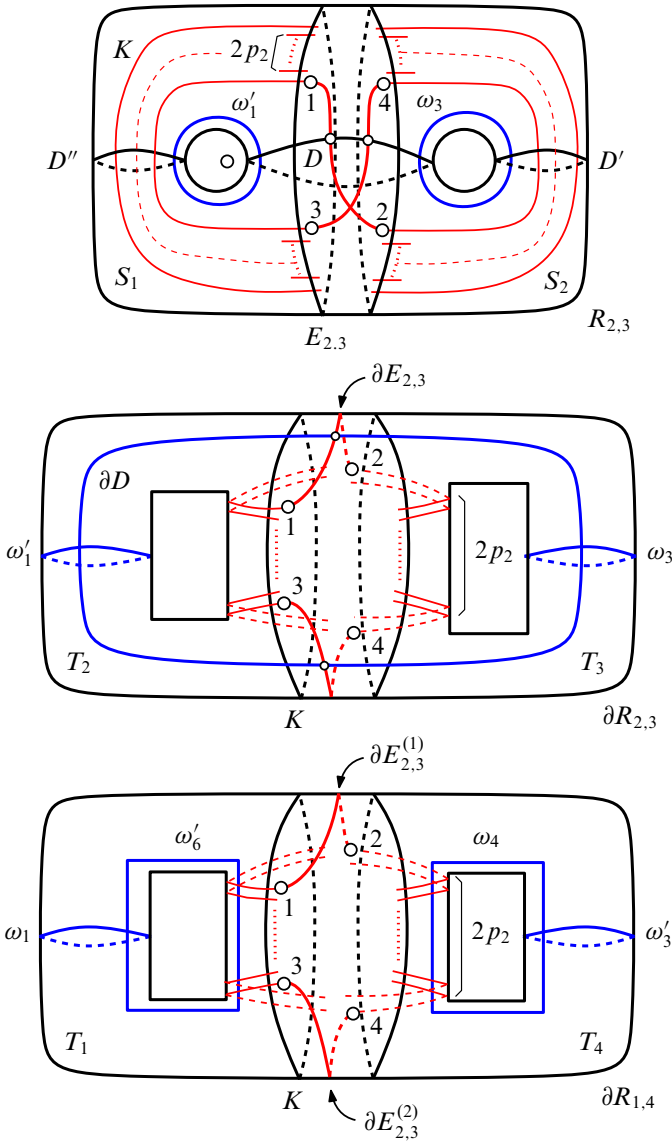 K
2p₂
ω′₁
1
4
ω₃
D″
D
D′
3
2
S₁
S₂
E₂,₃
R₂,₃
∂E₂,₃
∂D
2
1
ω′₁
2p₂
ω₃
3
4
T₂
T₃
K
∂R₂,₃
∂E₂,₃⁽¹⁾
ω′₆
2
ω₄
1
ω₁
2p₂
ω′₃
3
4
T₁
T₄
K
∂R₁,₄
∂E₂,₃⁽²⁾